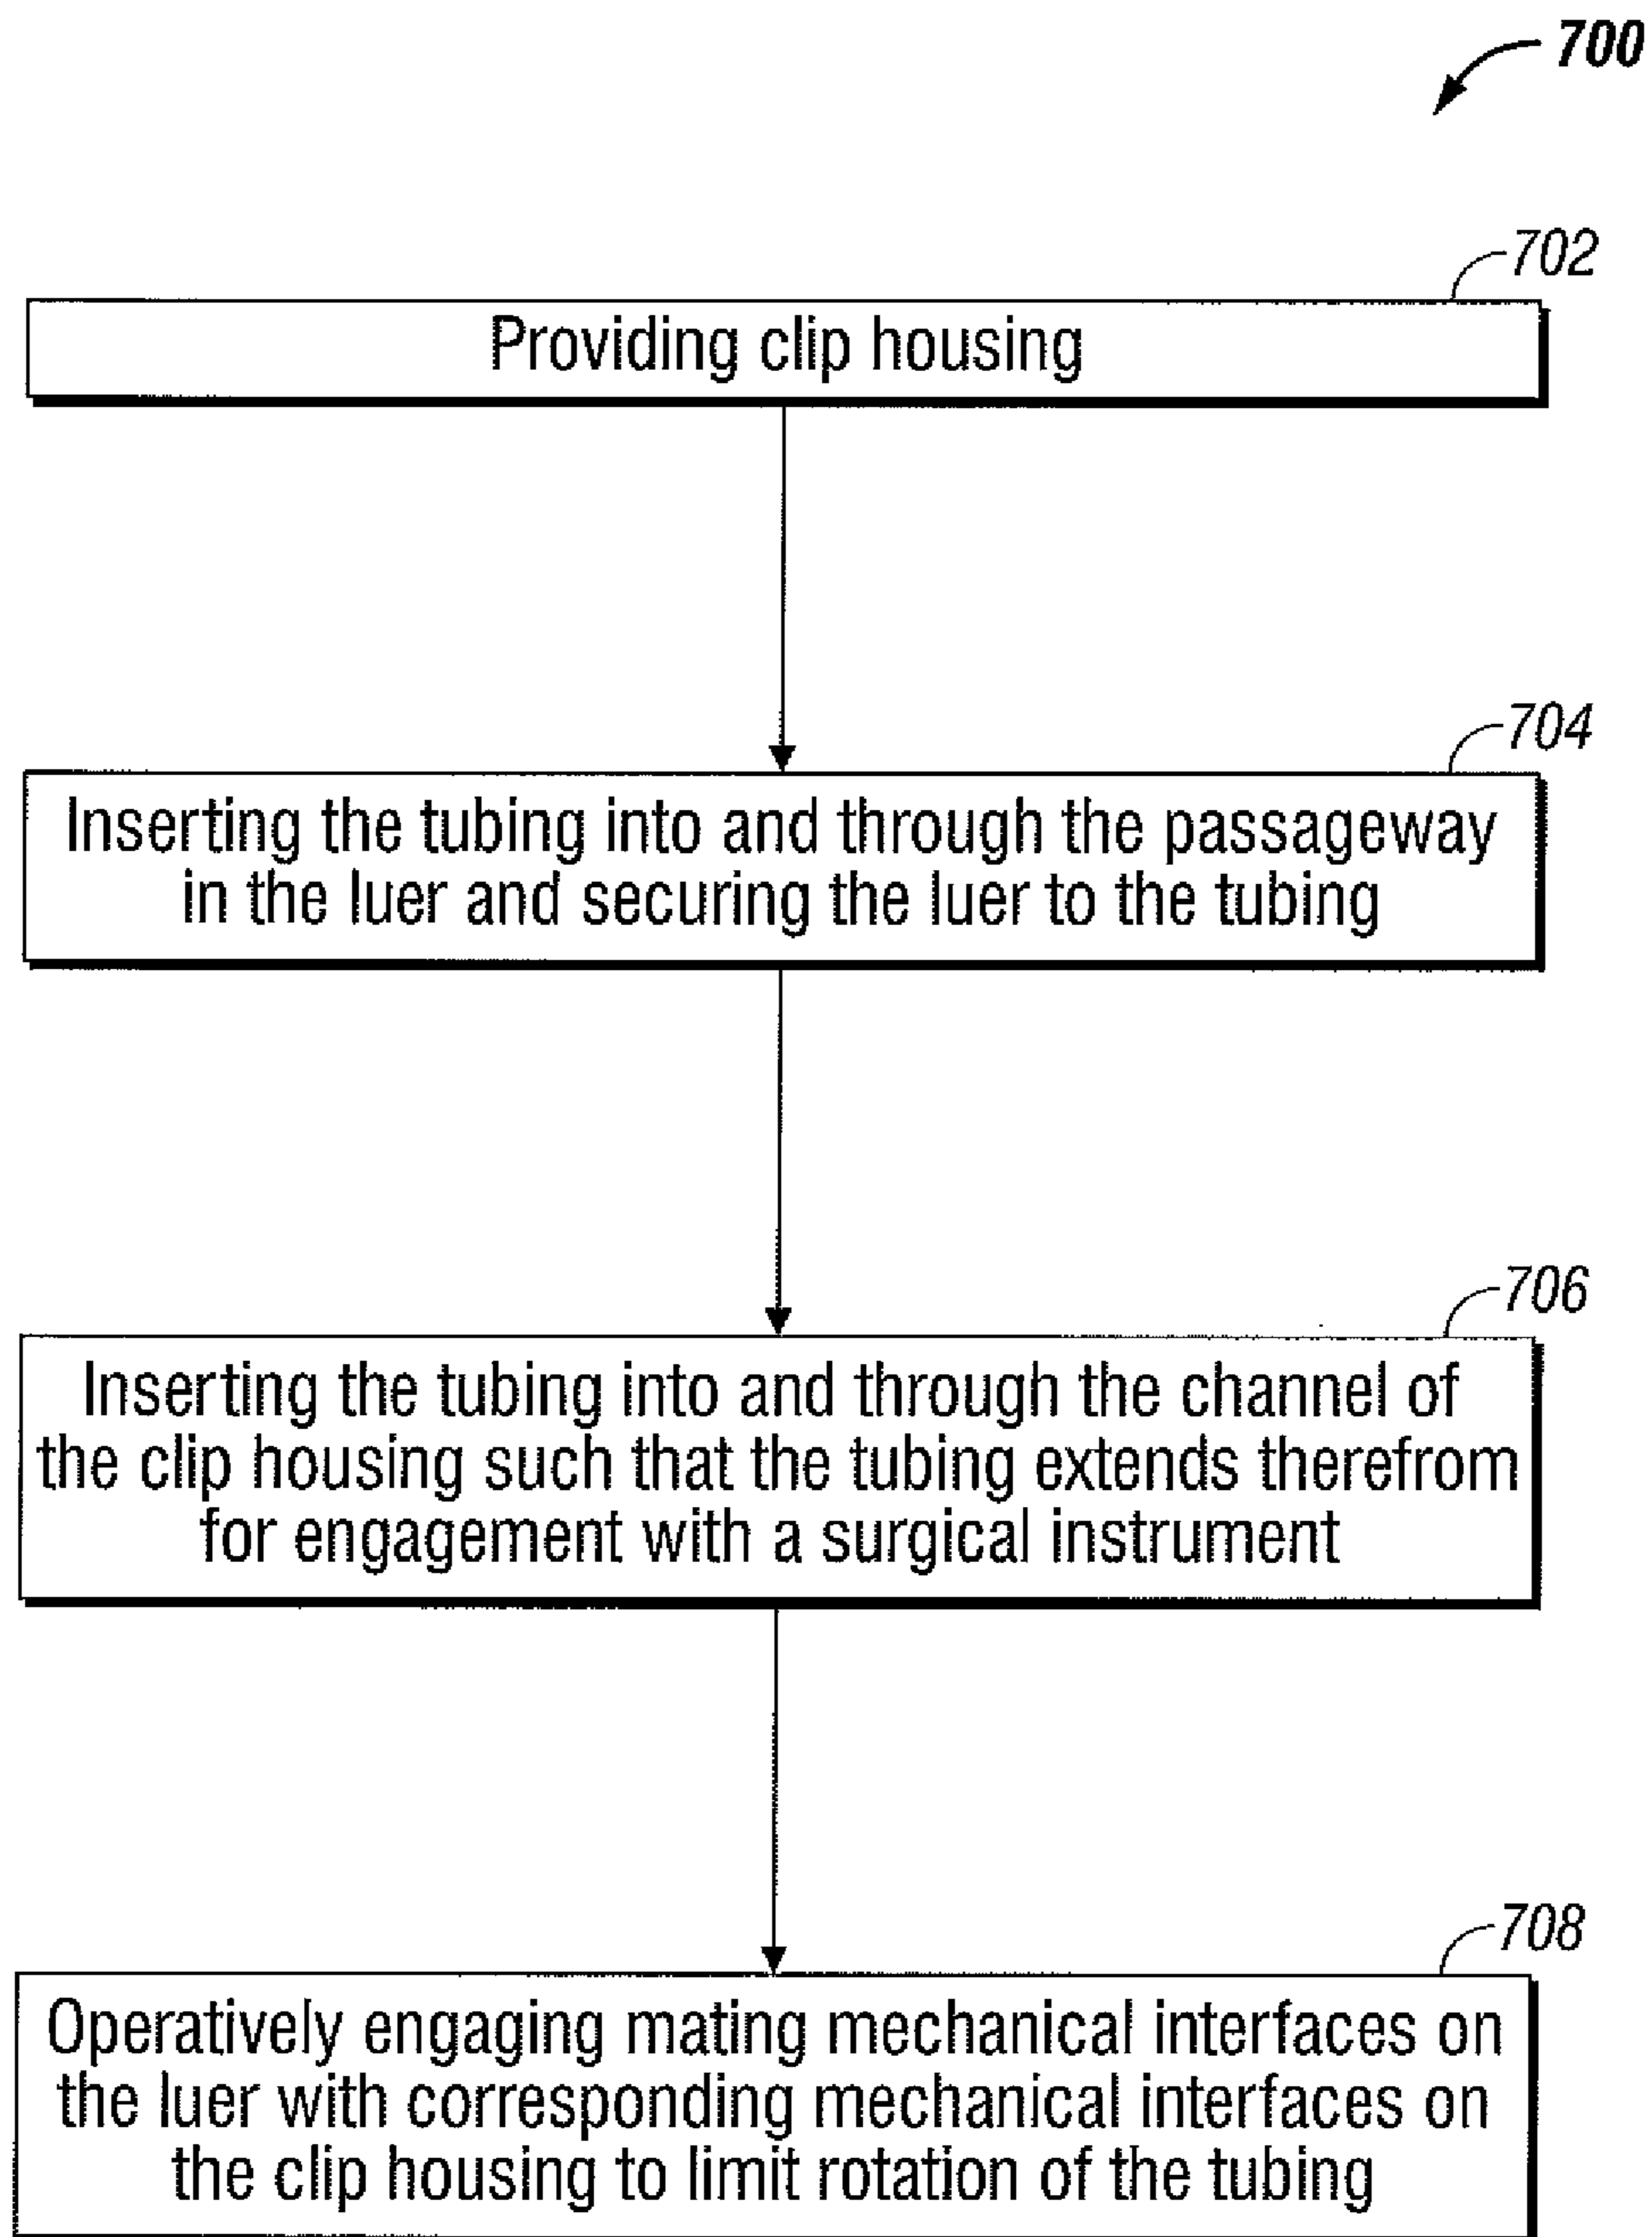 700
702
Providing clip housing
704
Inserting the tubing into and through the passageway
in the luer and securing the luer to the tubing
706
Inserting the tubing into and through the channel of
the clip housing such that the tubing extends therefrom
for engagement with a surgical instrument
708
Operatively engaging mating mechanical interfaces on
the luer with corresponding mechanical interfaces on
the clip housing to limit rotation of the tubing